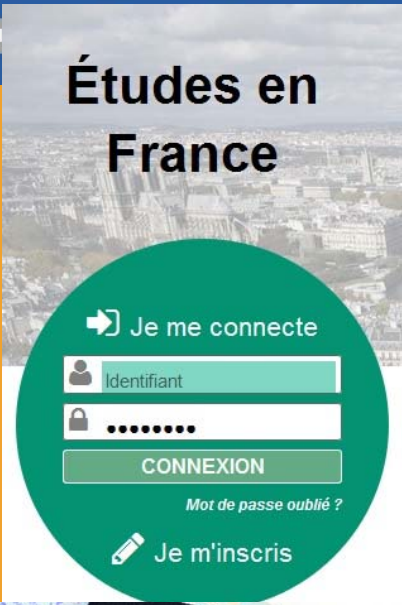 Études en
France
Je me connecte
Identifiant
••••••••
CONNEXION
Mot de passe oublié ?
Je m'inscris